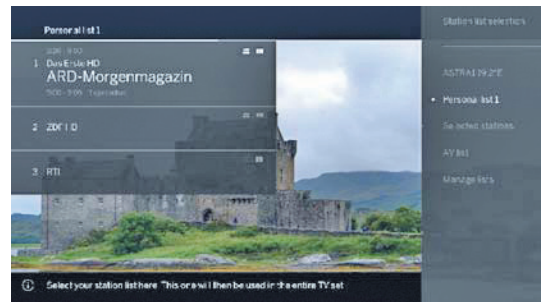 Personal list 1
1 Das Erste HD
ARD-Morgenmagazin
2 ZDF HD
3 RTL
Select your station list here This one will then be used in the entire TV set
Station list selection
ASTRA1 19.2°E
Personal list 1
Selected stations
AV list
Manage lists